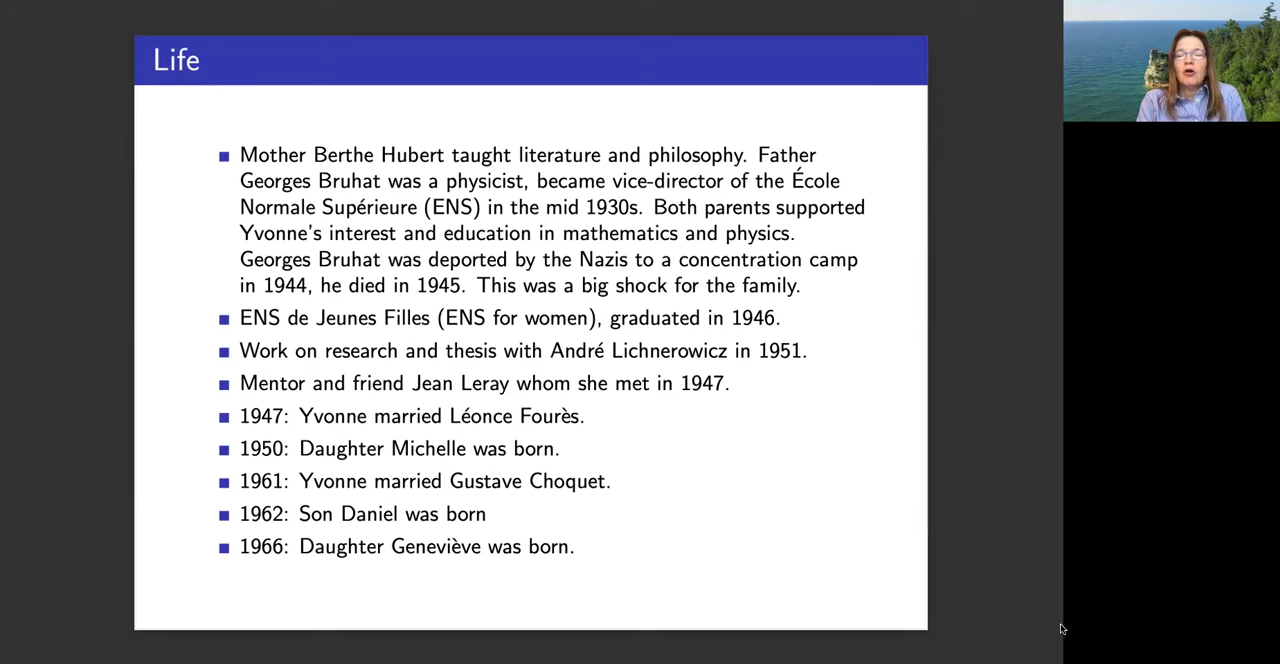 Life
Mother Berthe Hubert taught literature and philosophy. Father
Georges Bruhat was a physicist, became vice-director of the École
Normale Supérieure (ENS) in the mid 1930s. Both parents supported
Yvonne's interest and education in mathematics and physics.
Georges Bruhat was deported by the Nazis to a concentration camp
in 1944, he died in 1945. This was a big shock for the family.
ENS de Jeunes Filles (ENS for women), graduated in 1946.
Work on research and thesis with André Lichnerowicz in 1951.
Mentor and friend Jean Leray whom she met in 1947.
1947: Yvonne married Léonce Fourès.
1950: Daughter Michelle was born.
1961: Yvonne married Gustave Choquet.
1962: Son Daniel was born
1966: Daughter Geneviève was born.